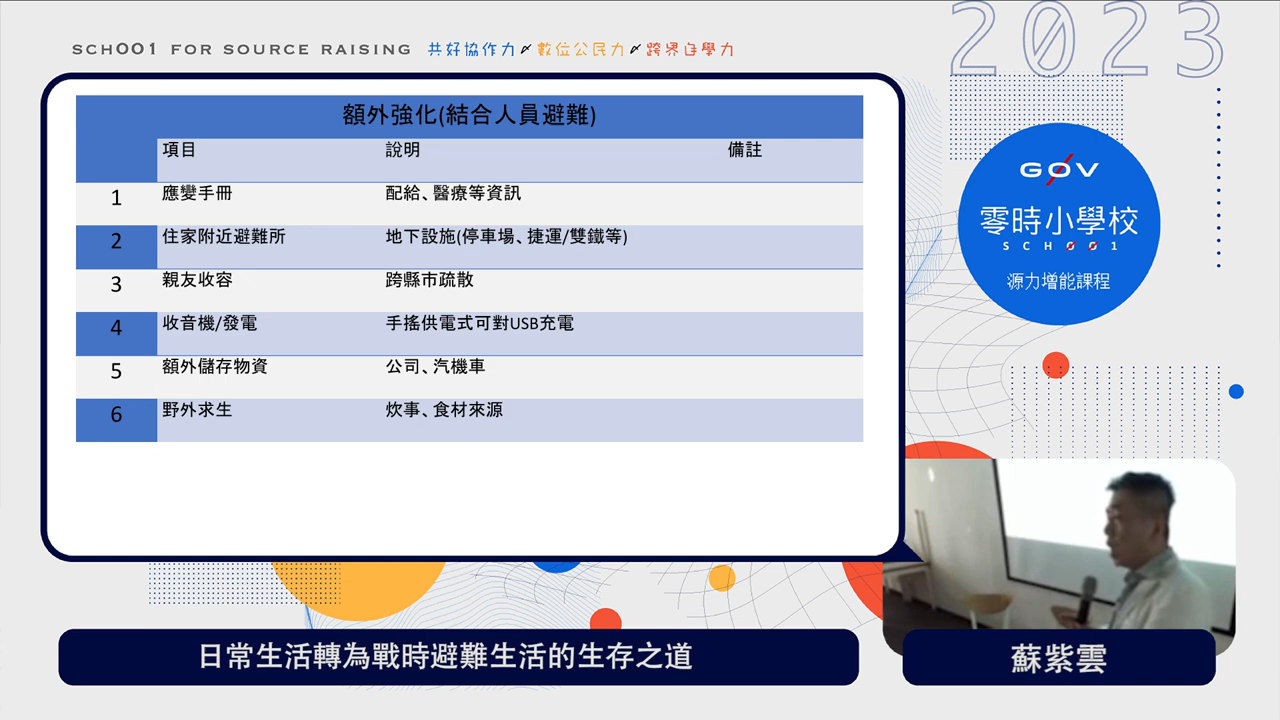 SCH001 FOR SOURCE RAISING 共好協作力 數位公民力 跨界自學力
2023
額外強化(結合人員避難)
項目 說明 備註
1 應變手冊 配給、醫療等資訊
2 住家附近避難所 地下設施(停車場、捷運/雙鐵等)
3 親友收容 跨縣市疏散
4 收音機/發電 手搖供電式可對USB充電
5 額外儲存物資 公司、汽機車
6 野外求生 炊事、食材來源
G0V
零時小學校
SCH001
源力增能課程
日常生活轉為戰時避難生活的生存之道
蘇紫雲